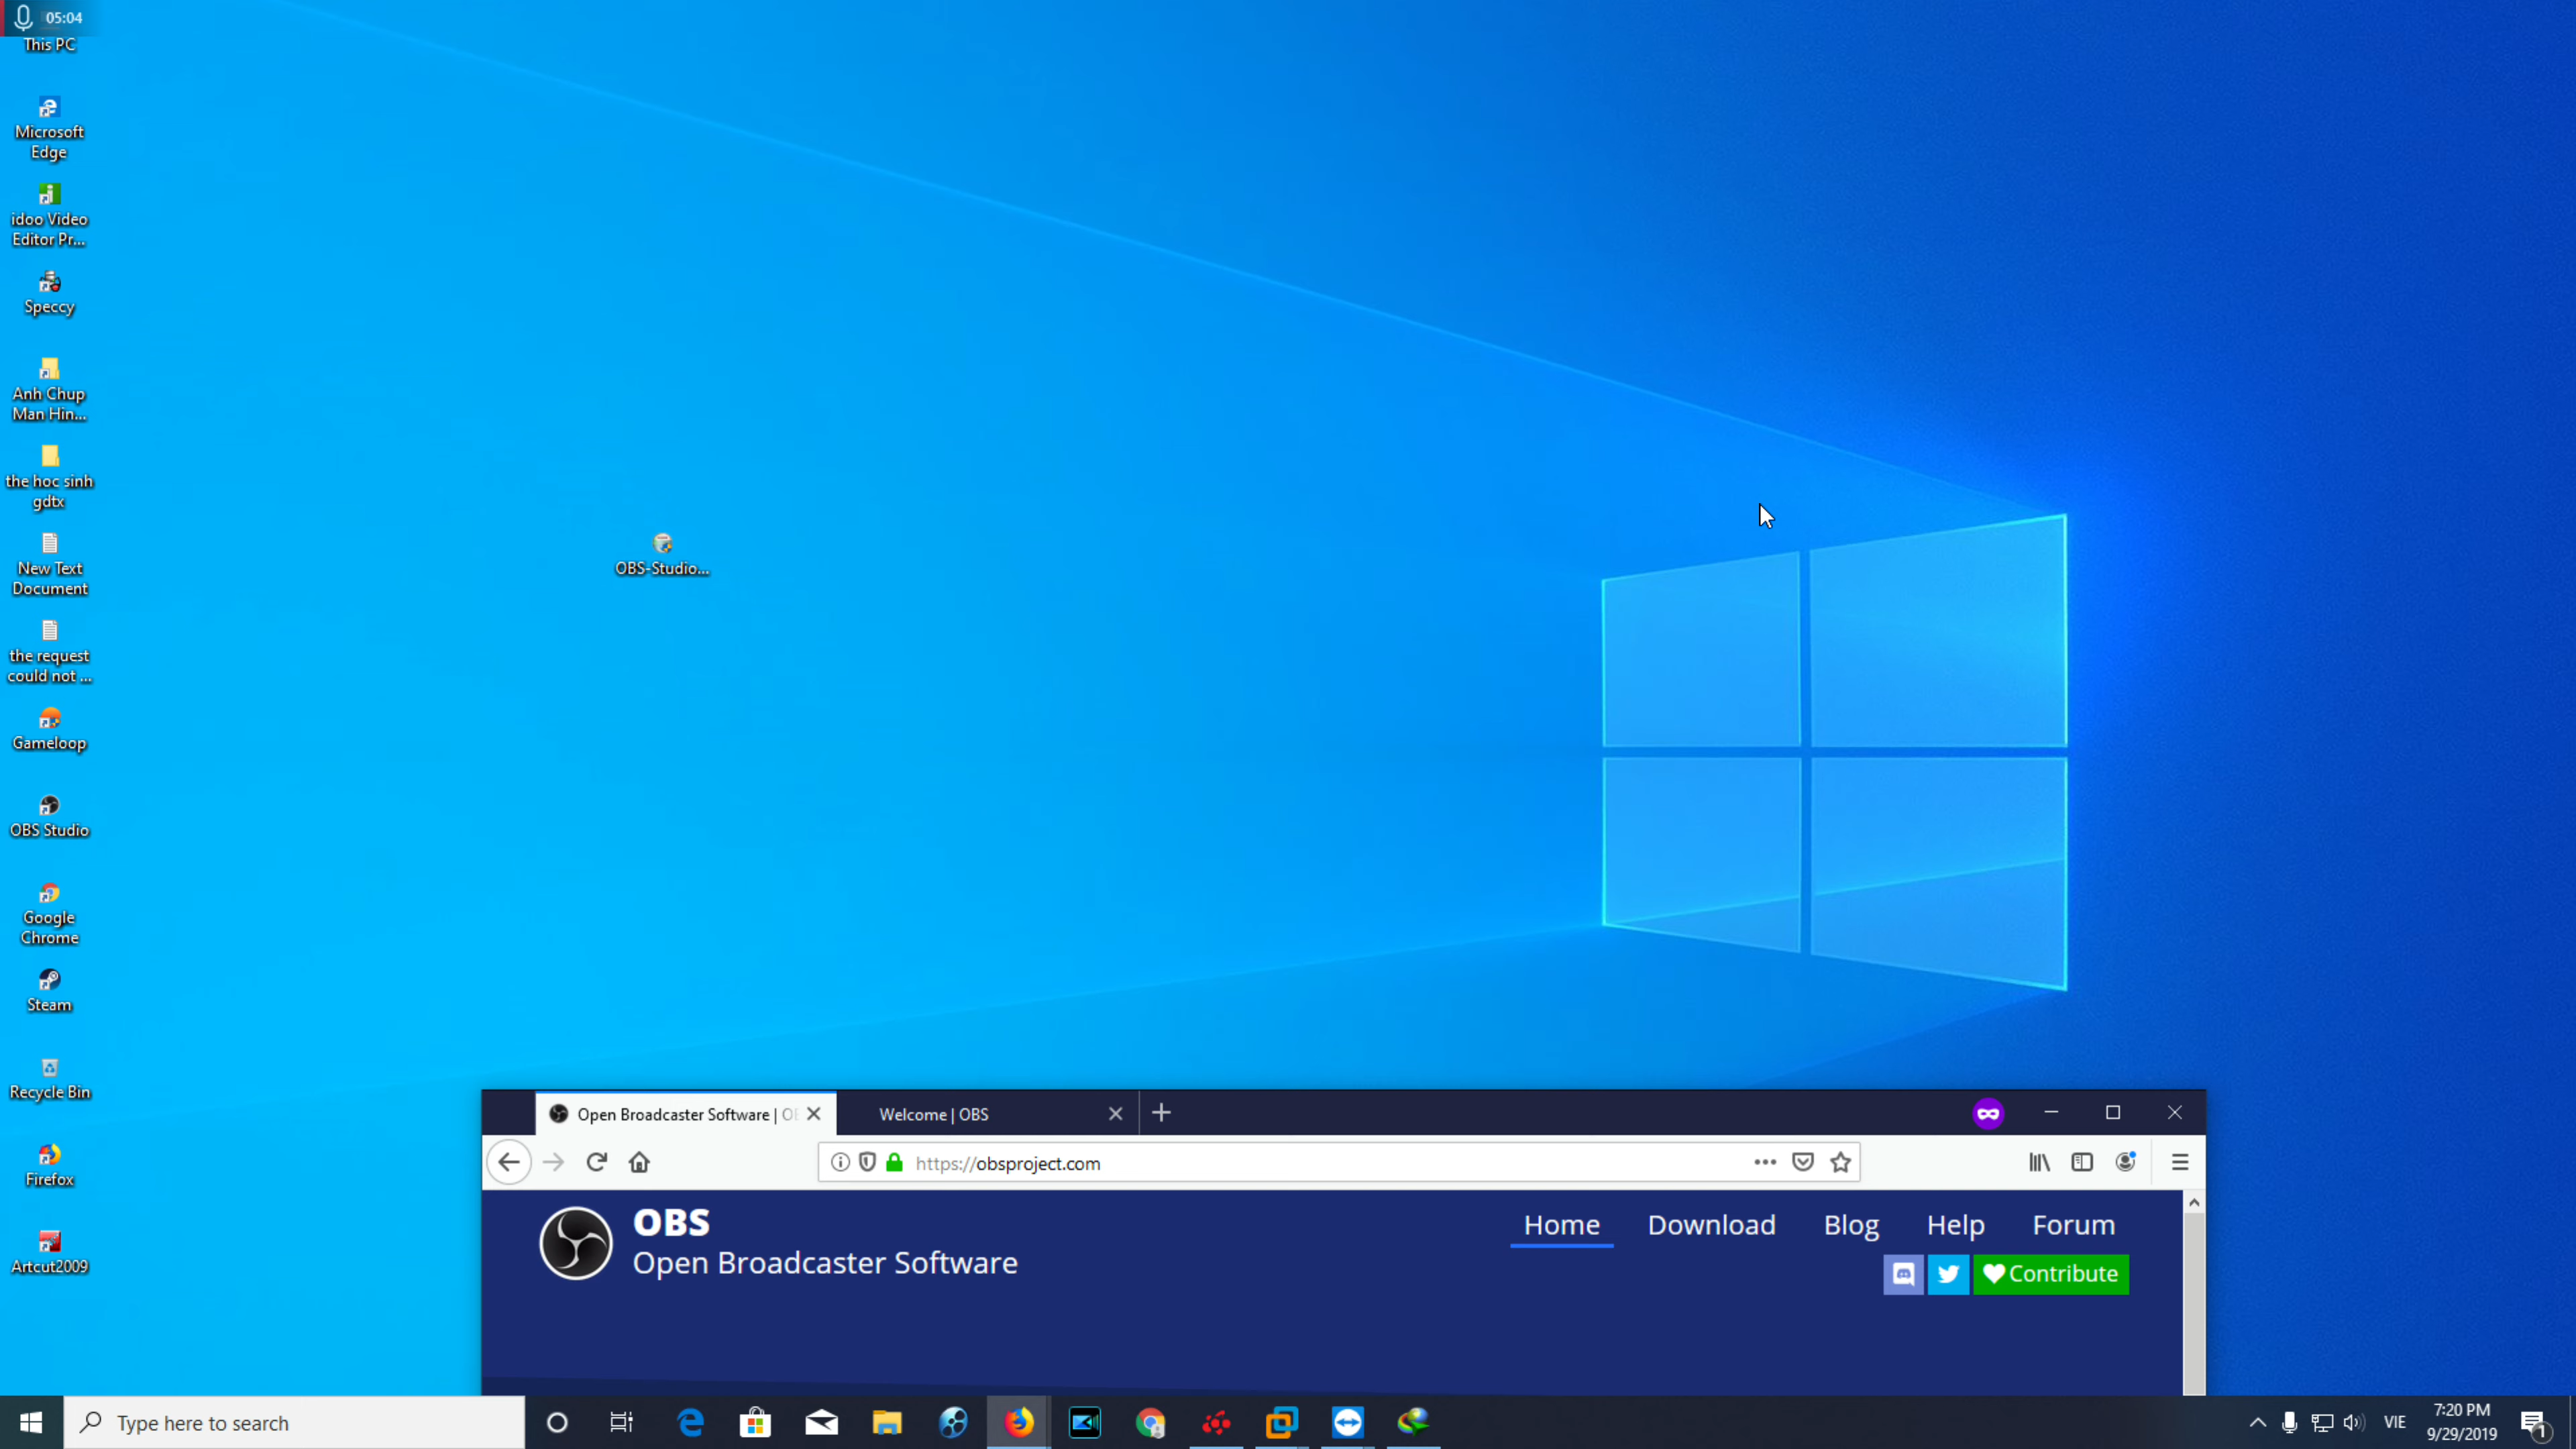 05:04
This PC
Microsoft
Edge
idoo Video
Editor Pr...
Speccy
Anh Chup
Man Hin...
the hoc sinh
gdtx
New Text
Document
the request
could not ...
Gameloop
OBS Studio
Google
Chrome
Steam
Recycle Bin
Firefox
Artcut2009
OBS-Studio...
Open Broadcaster Software | O
Welcome | OBS
https://obsproject.com
OBS
Open Broadcaster Software
Home
Download
Blog
Help
Forum
Contribute
Type here to search
VIE
7:20 PM
9/29/2019
1